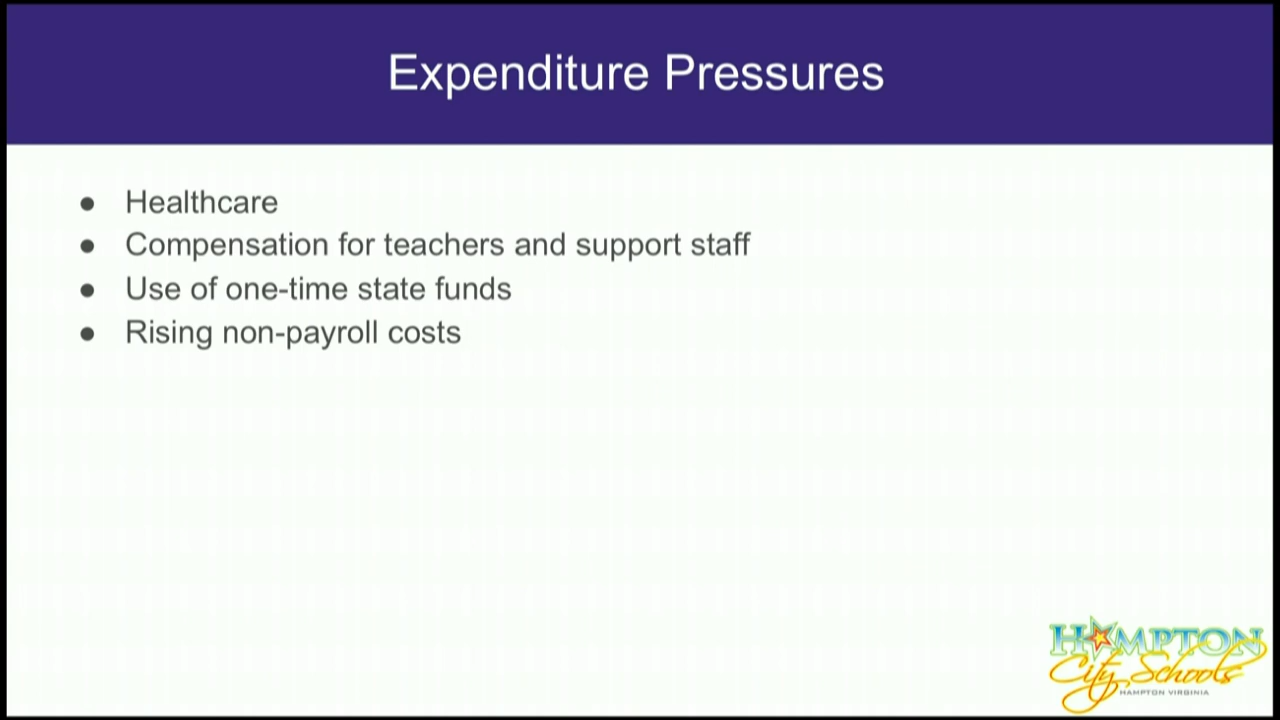 Expenditure Pressures
● Healthcare
● Compensation for teachers and support staff
● Use of one-time state funds
● Rising non-payroll costs
HAMPTON
City Schools
HAMPTON VIRGINIA